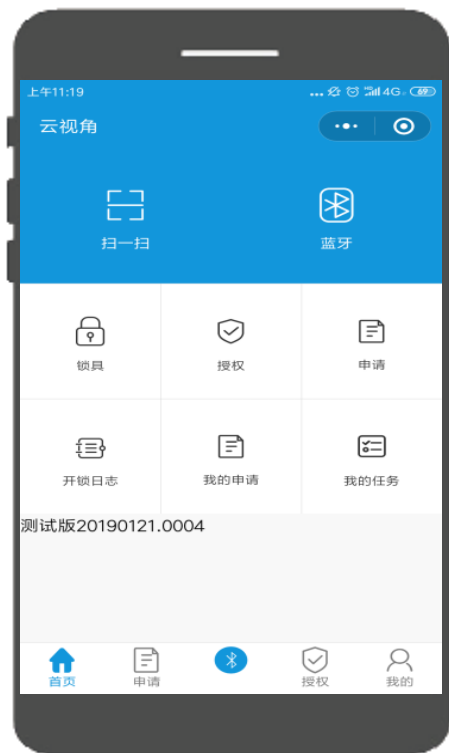 上午11:19 ... 4G 69
云视角
扫一扫 蓝牙
锁具 授权 申请
开锁日志 我的申请 我的任务
测试版20190121.0004
首页 申请 授权 我的